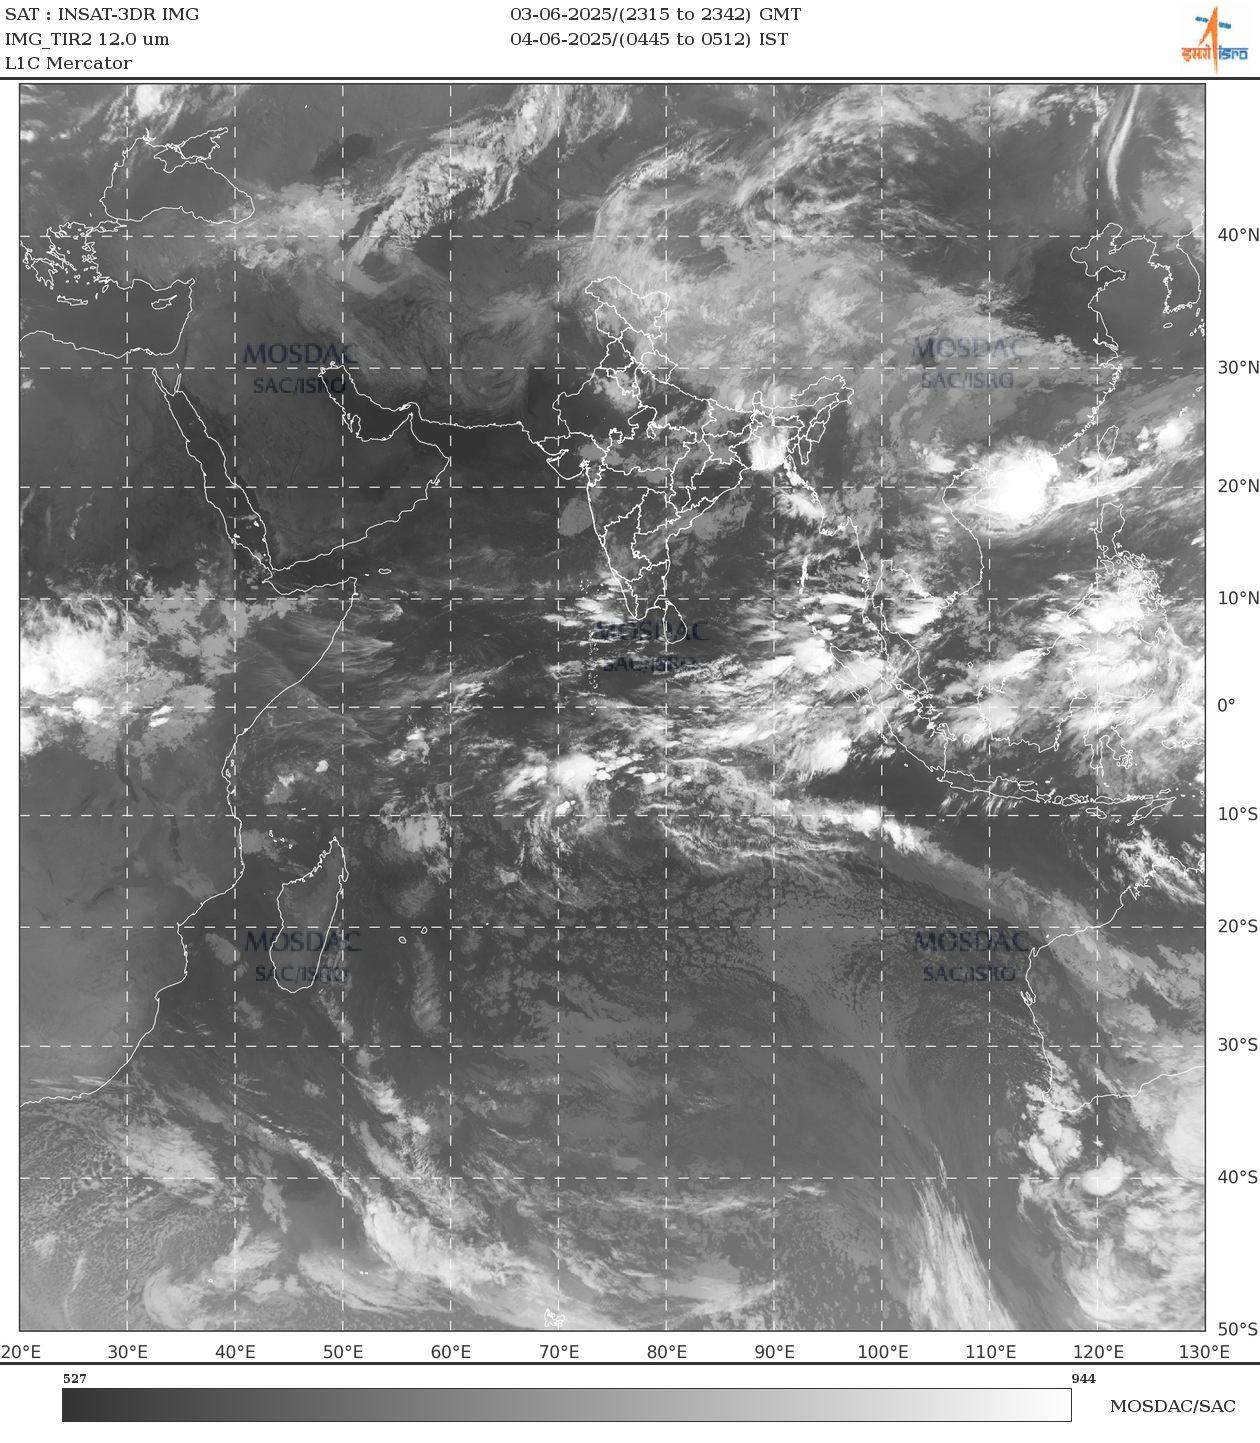 SAT : INSAT-3DR IMG
IMG_TIR2 12.0 um
L1C Mercator
03-06-2025/(2315 to 2342) GMT
04-06-2025/(0445 to 0512) IST
इसरो isro
40°N
MOSDAC
SAC/ISRO
MOSDAC
SAC/ISRO
30°N
20°N
10°N
MOSDAC
SAC/ISRO
0°
10°S
20°S
MOSDAC
SAC/ISRO
MOSDAC
SAC/ISRO
30°S
40°S
50°S
20°E 30°E 40°E 50°E 60°E 70°E 80°E 90°E 100°E 110°E 120°E 130°E
527 944
MOSDAC/SAC